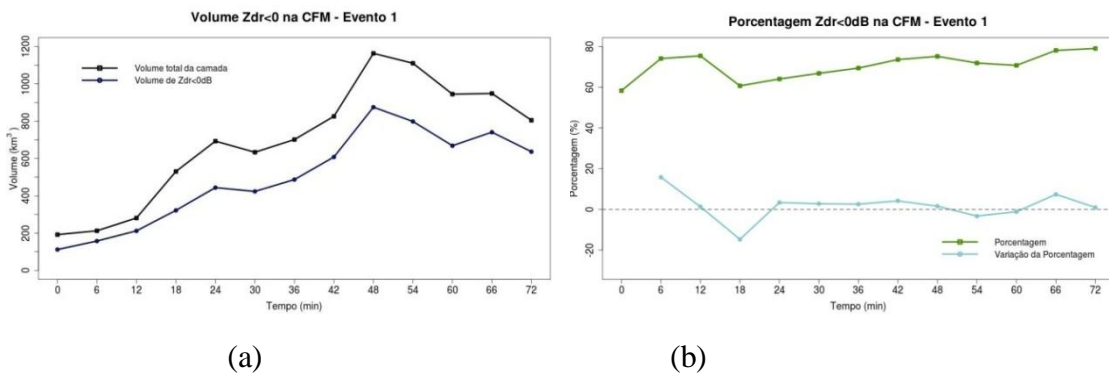 Volume Zdr<0 na CFM - Evento 1
Volume total da camada
Volume de Zdr<0dB
Volume (km³)
1200
1000
800
600
400
200
0
0 6 12 18 24 30 36 42 48 54 60 66 72
Tempo (min)
(a)
Porcentagem Zdr<0dB na CFM - Evento 1
Porcentagem (%)
80
60
40
20
0
-20
Porcentagem
Variação da Porcentagem
0 6 12 18 24 30 36 42 48 54 60 66 72
Tempo (min)
(b)